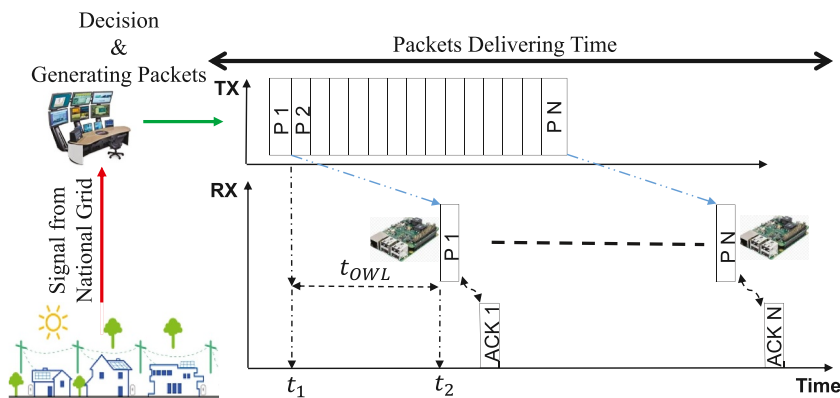 Decision
&
Generating Packets
Packets Delivering Time
TX
P 1
P 2
P N
RX
Signal from
National Grid
P 1
P N
t_OWL
ACK 1
ACK N
t_1
t_2
Time